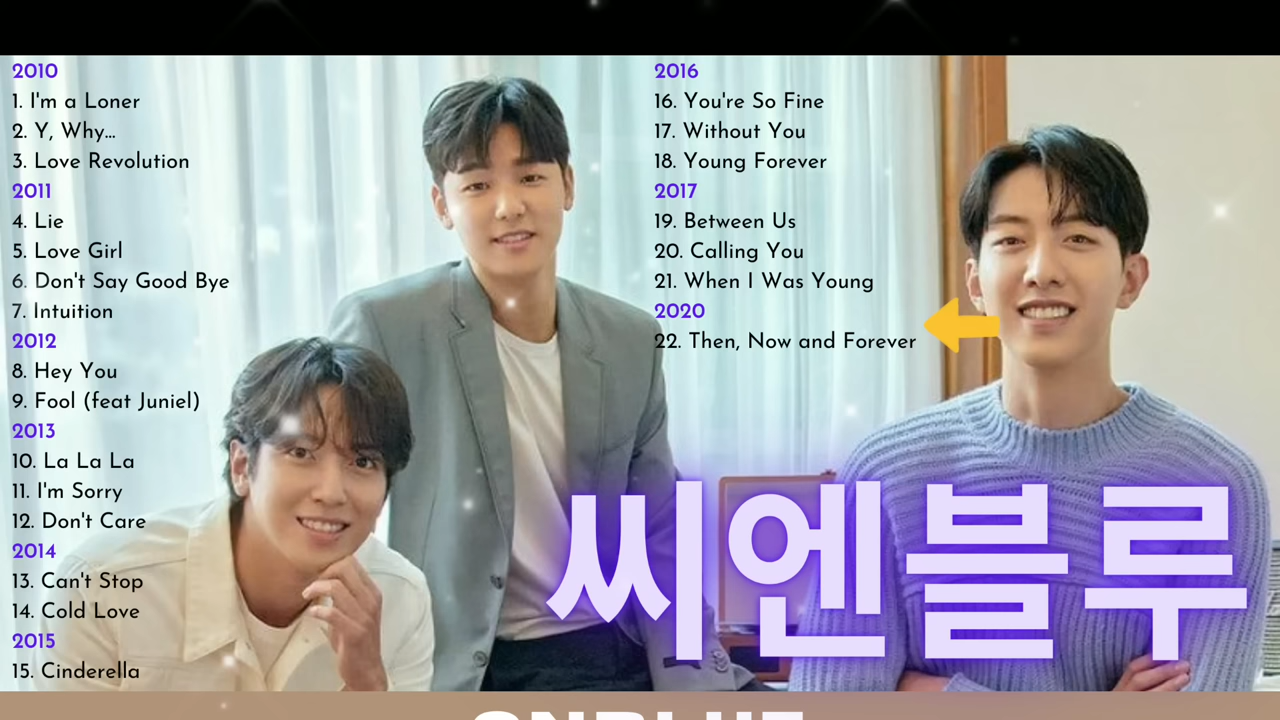 2010
1. I'm a Loner
2. Y, Why...
3. Love Revolution
2011
4. Lie
5. Love Girl
6. Don't Say Good Bye
7. Intuition
2012
8. Hey You
9. Fool (feat Juniel)
2013
10. La La La
11. I'm Sorry
12. Don't Care
2014
13. Can't Stop
14. Cold Love
2015
15. Cinderella
2016
16. You're So Fine
17. Without You
18. Young Forever
2017
19. Between Us
20. Calling You
21. When I Was Young
2020
22. Then, Now and Forever
씨엔블루
CNBLUE